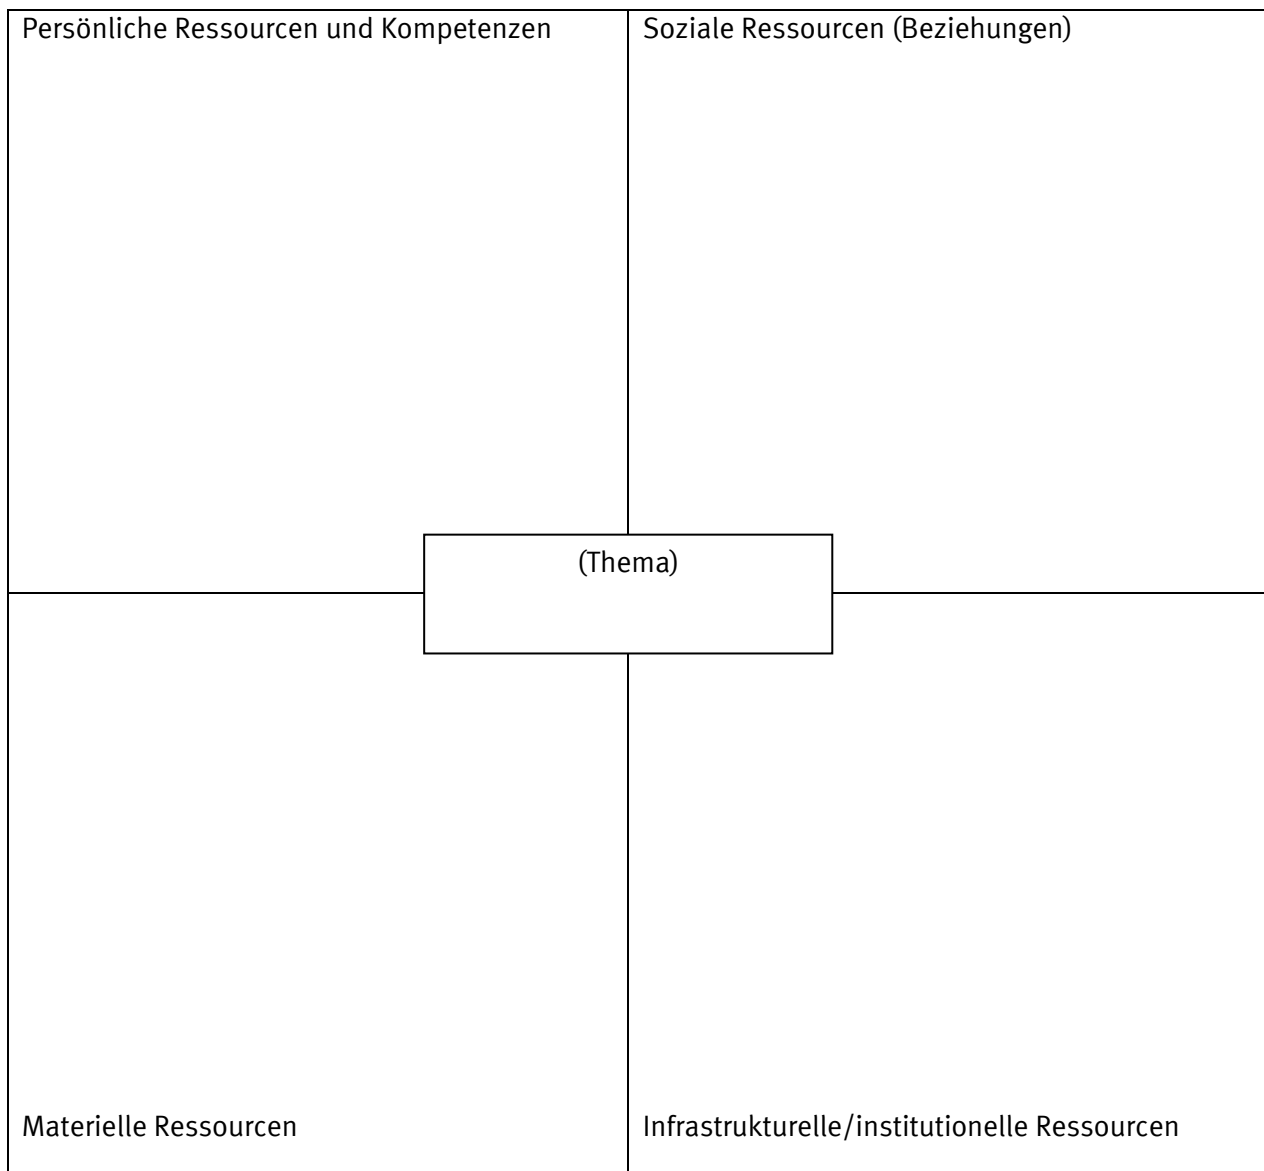 Persönliche Ressourcen und Kompetenzen
Soziale Ressourcen (Beziehungen)
(Thema)
Materielle Ressourcen
Infrastrukturelle/institutionelle Ressourcen